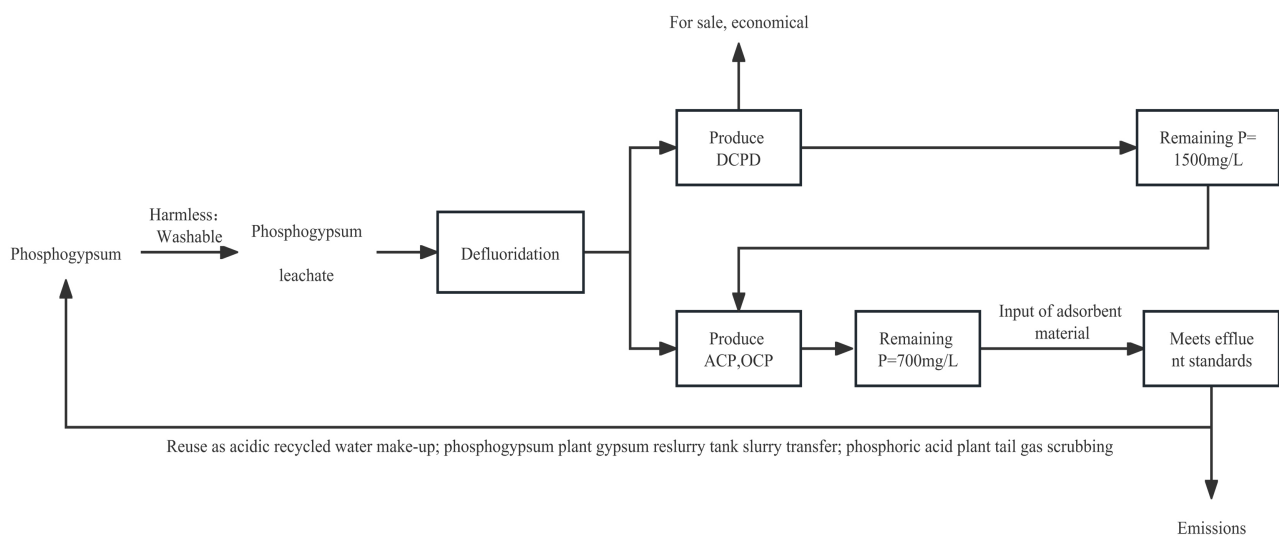 For sale, economical
Produce
DCPD
Remaining P=
1500mg/L
Harmless：
Washable
Phosphogypsum
Phosphogypsum
leachate
Defluoridation
Input of adsorbent
material
Produce
ACP,OCP
Remaining
P=700mg/L
Meets efflue
nt standards
Reuse as acidic recycled water make-up; phosphogypsum plant gypsum reslurry tank slurry transfer; phosphoric acid plant tail gas scrubbing
Emissions